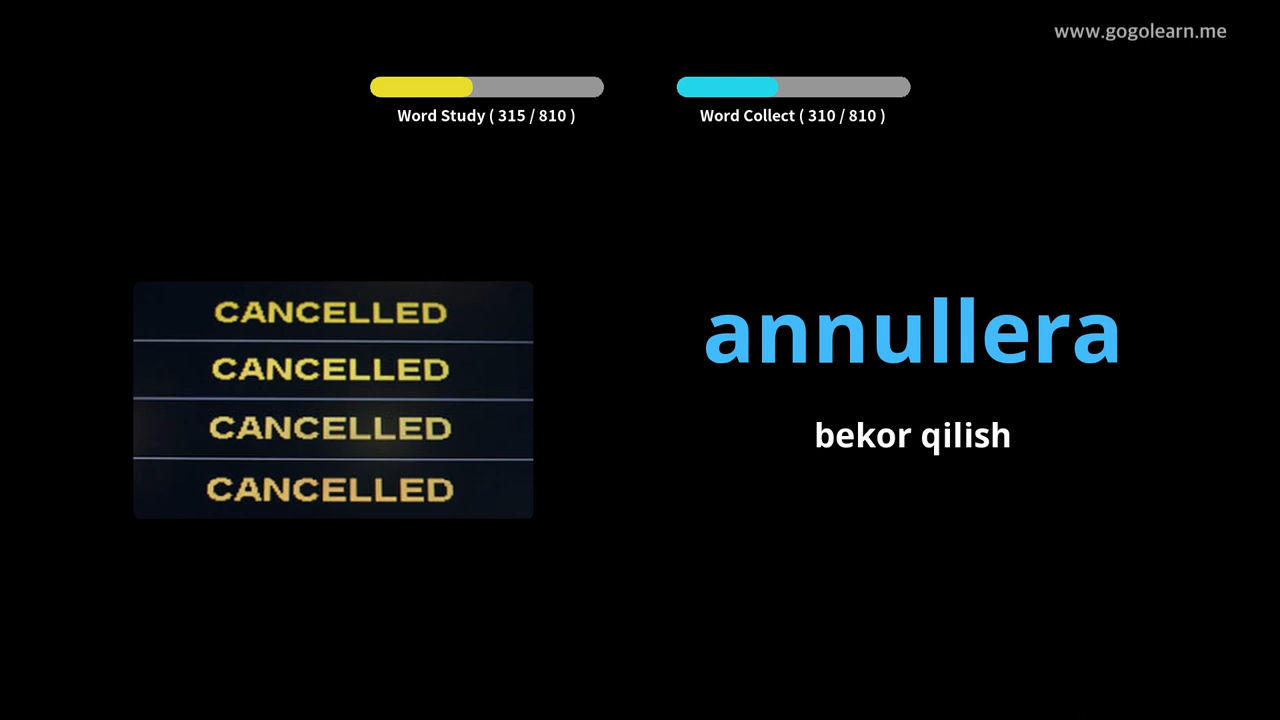 www.gogolearn.me
Word Study ( 315 / 810 )
Word Collect ( 310 / 810 )
CANCELLED
CANCELLED
CANCELLED
CANCELLED
annullera
bekor qilish